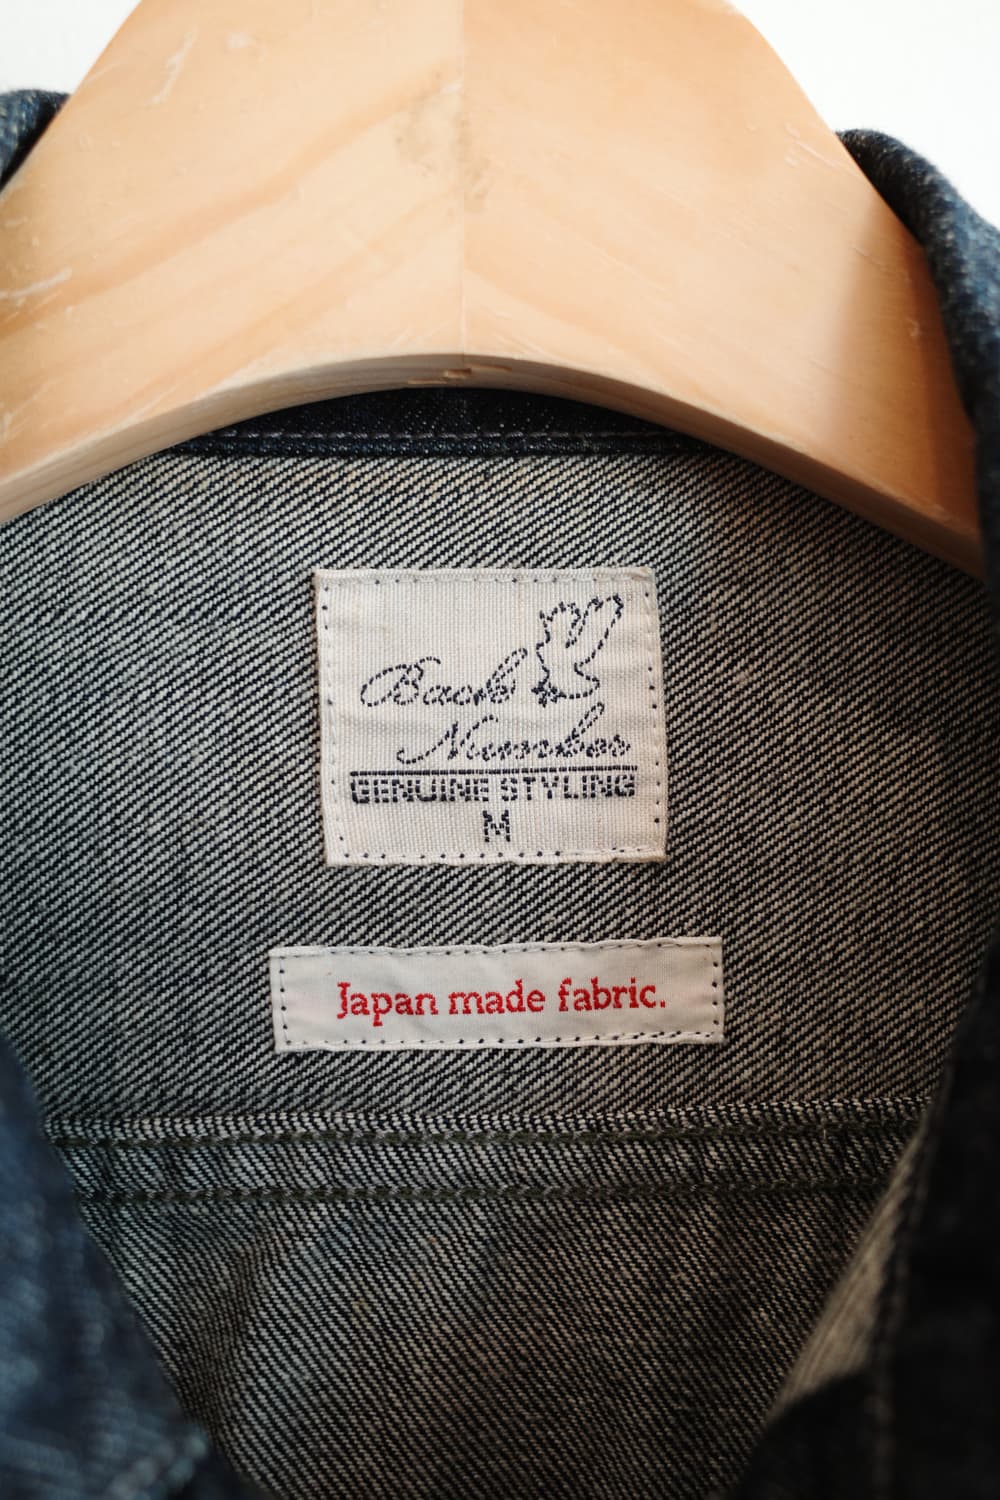 Back
Number
GENUINE STYLING
M
Japan made fabric.